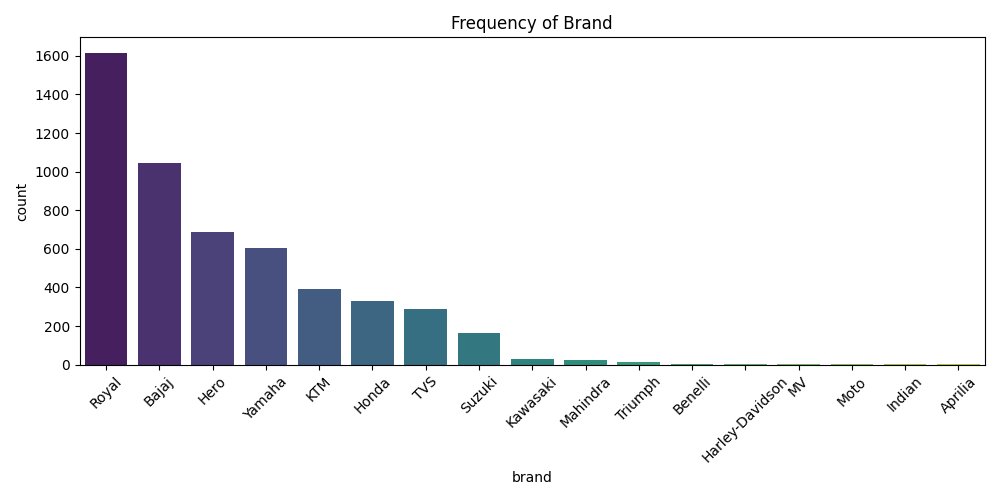 Frequency of Brand
1600
1400
1200
1000
800
600
400
200
0
count
Royal
Bajaj
Hero
Yamaha
KTM
Honda
TVS
Suzuki
Kawasaki
Mahindra
Triumph
Benelli
Harley-Davidson
MV
Moto
Indian
Aprilia
brand